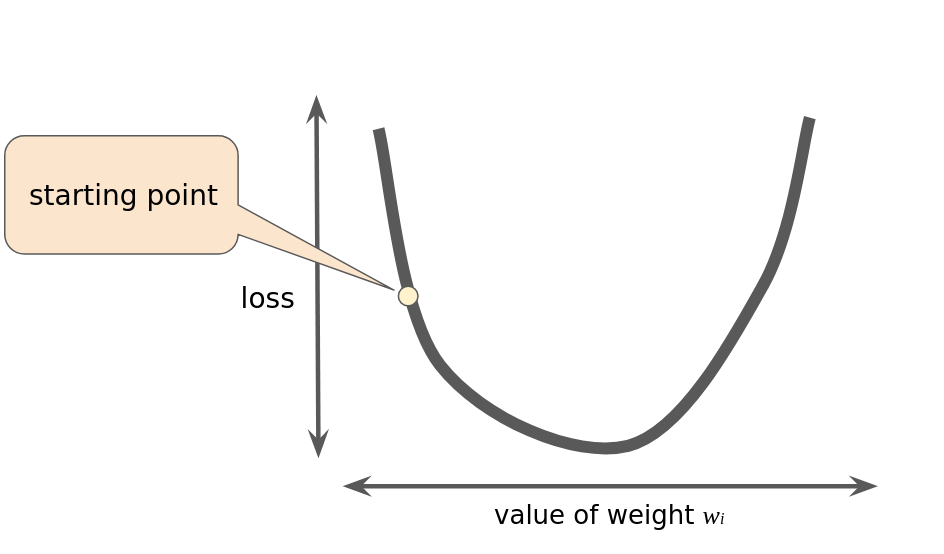 starting point
loss
value of weight wᵢ